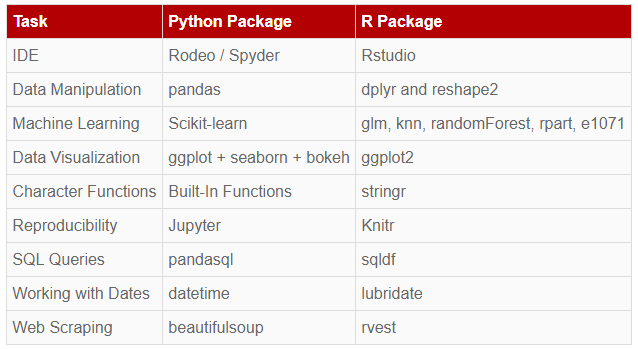 Task Python Package R Package
IDE Rodeo / Spyder Rstudio
Data Manipulation pandas dplyr and reshape2
Machine Learning Scikit-learn glm, knn, randomForest, rpart, e1071
Data Visualization ggplot + seaborn + bokeh ggplot2
Character Functions Built-In Functions stringr
Reproducibility Jupyter Knitr
SQL Queries pandasql sqldf
Working with Dates datetime lubridate
Web Scraping beautifulsoup rvest